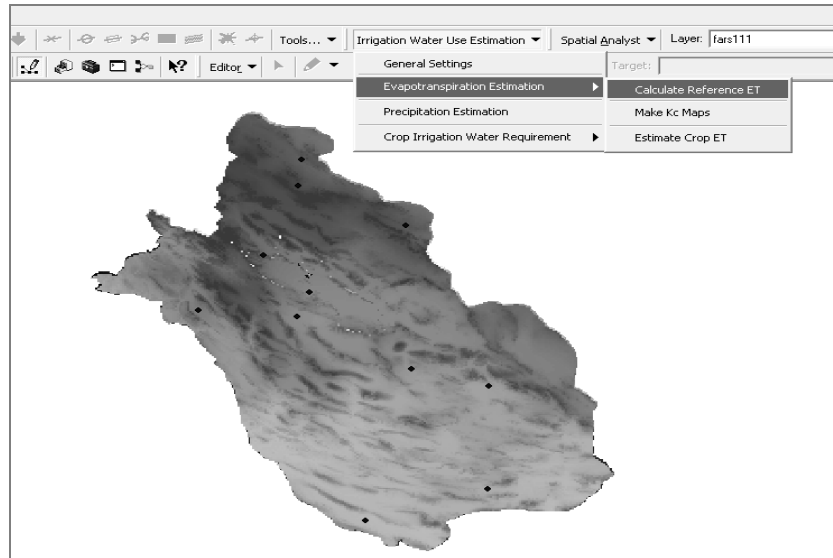 Tools... Irrigation Water Use Estimation Spatial Analyst Layer: fars111
Editor Target:
General Settings
Evapotranspiration Estimation
Precipitation Estimation
Crop Irrigation Water Requirement
Calculate Reference ET
Make Kc Maps
Estimate Crop ET